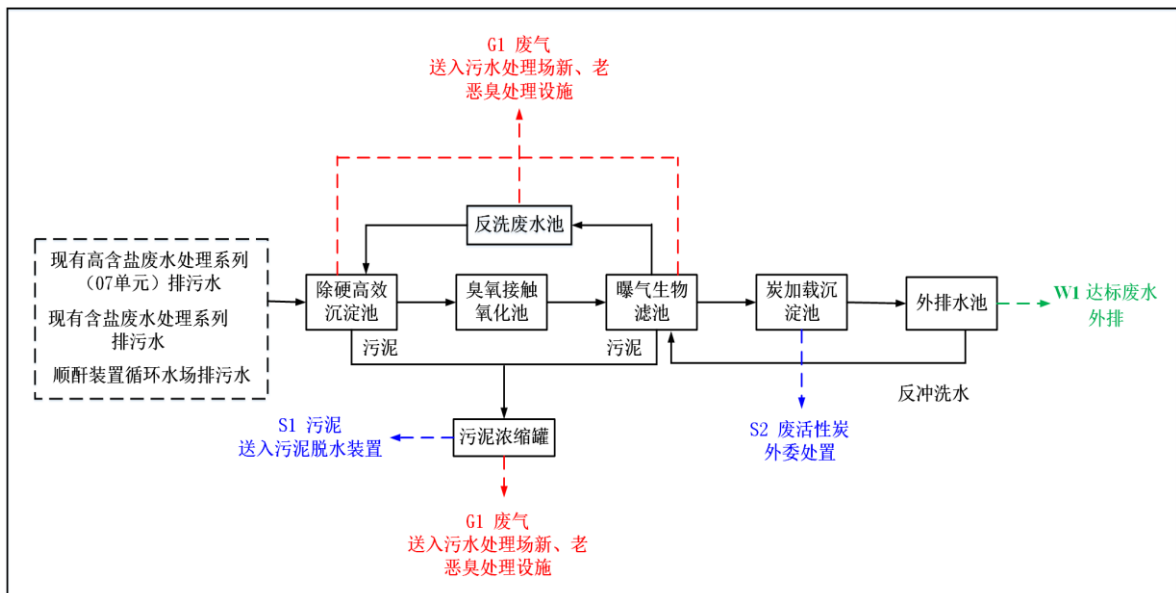 G1 废气
送入污水处理场新、老
恶臭处理设施
反洗废水池
现有高含盐废水处理系列
（07单元）排污水
现有含盐废水处理系列
排污水
顺酐装置循环水场排污水
除硬高效
沉淀池
臭氧接触
氧化池
曝气生物
滤池
炭加载沉
淀池
外排水池
W1 达标废水
外排
污泥
污泥
反冲洗水
S1 污泥
送入污泥脱水装置
污泥浓缩罐
S2 废活性炭
外委处置
G1 废气
送入污水处理场新、老
恶臭处理设施